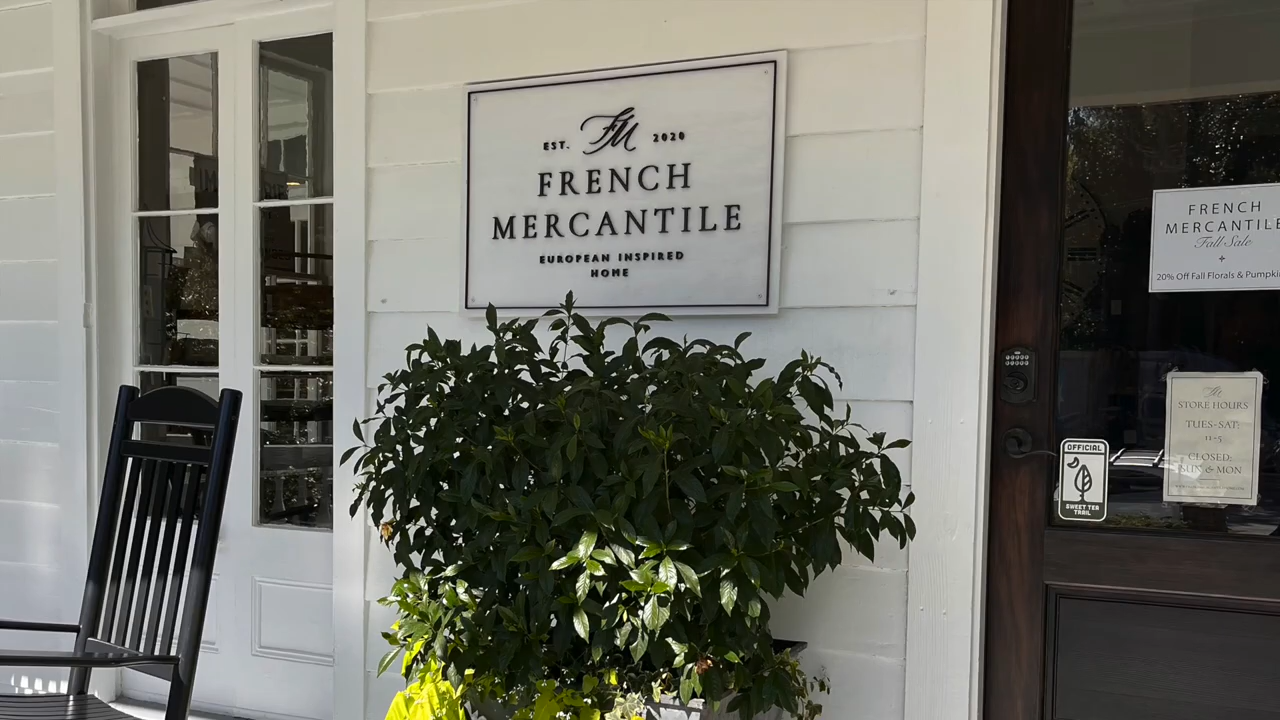 FM
EST. 2020
FRENCH
MERCANTILE
EUROPEAN INSPIRED
HOME
FRENCH
MERCANTILE
Fall Sale
20% Off Fall Florals & Pumpki
STORE HOURS
TUES-SAT:
11-5
CLOSED:
SUN & MON
OFFICIAL
SWEET TEA
TRAIL